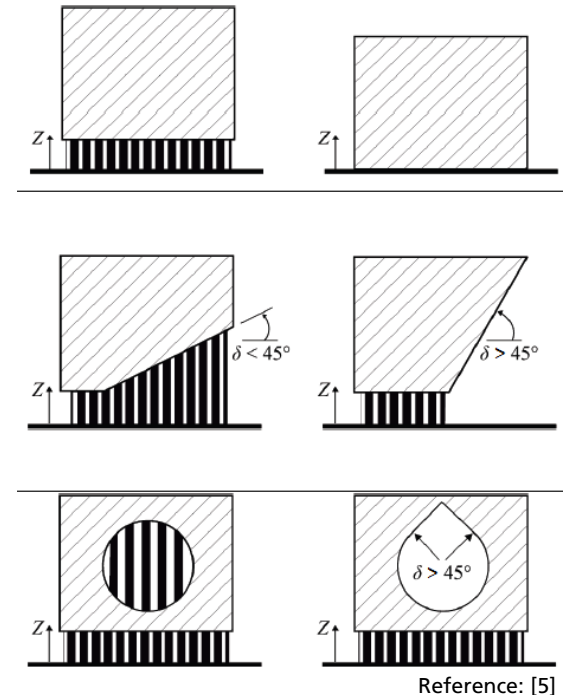 Z Z
Z δ < 45° Z δ > 45°
Z Z δ > 45°
Reference: [5]